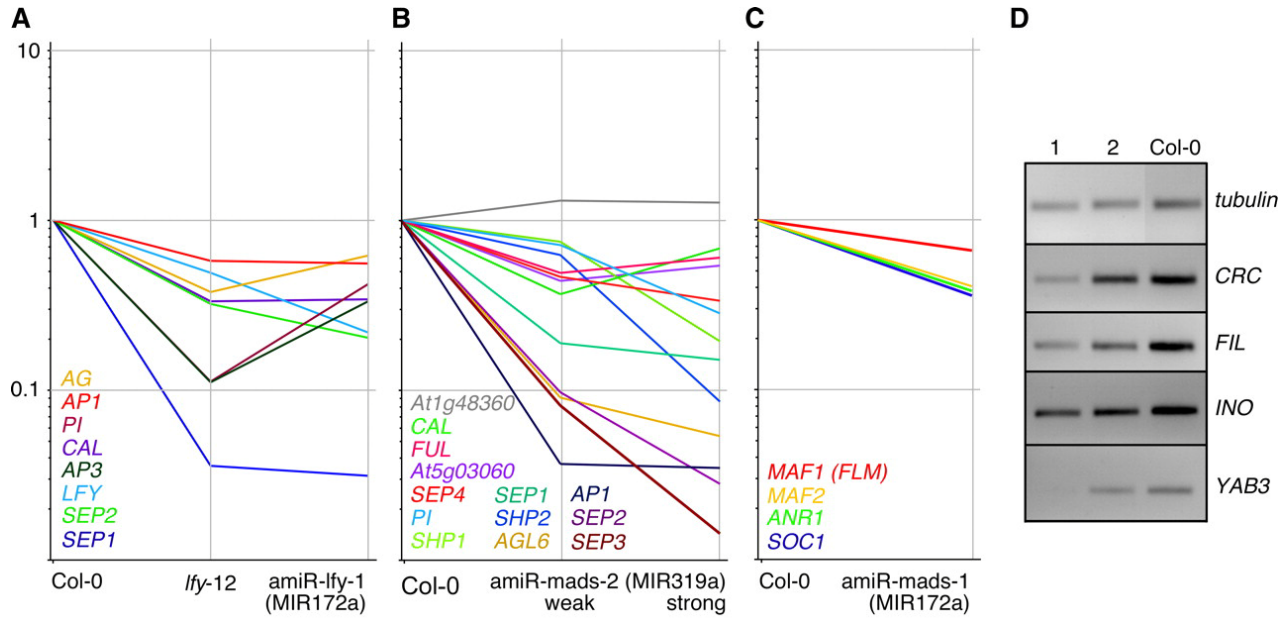 A
B
C
D
10
1
0.1
AG
AP1
PI
CAL
AP3
LFY
SEP2
SEP1
Col-0
lfy-12
amiR-lfy-1
(MIR172a)
At1g48360
CAL
FUL
At5g03060
SEP4 SEP1 AP1
PI SHP2 SEP2
SHP1 AGL6 SEP3
Col-0
amiR-mads-2 (MIR319a)
weak strong
MAF1 (FLM)
MAF2
ANR1
SOC1
Col-0
amiR-mads-1
(MIR172a)
1 2 Col-0
tubulin
CRC
FIL
INO
YAB3